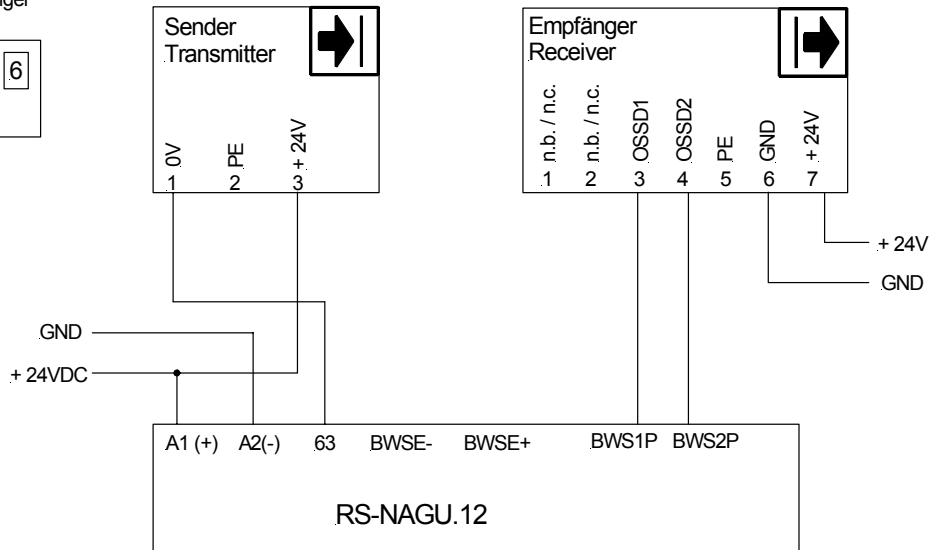 6
Sender
Transmitter
0V
PE
+ 24V
1 2 3
Empfänger
Receiver
n.b. / n.c.
n.b. / n.c.
OSSD1
OSSD2
PE
GND
+ 24V
1 2 3 4 5 6 7
+ 24V
GND
GND
+ 24VDC
A1 (+) A2(-) 63 BWSE- BWSE+ BWS1P BWS2P
RS-NAGU.12